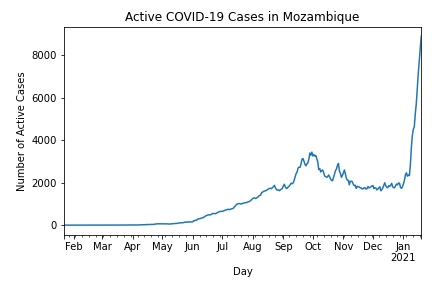 Active COVID-19 Cases in Mozambique
Number of Active Cases
8000
6000
4000
2000
0
Feb Mar Apr May Jun Jul Aug Sep Oct Nov Dec Jan
2021
Day